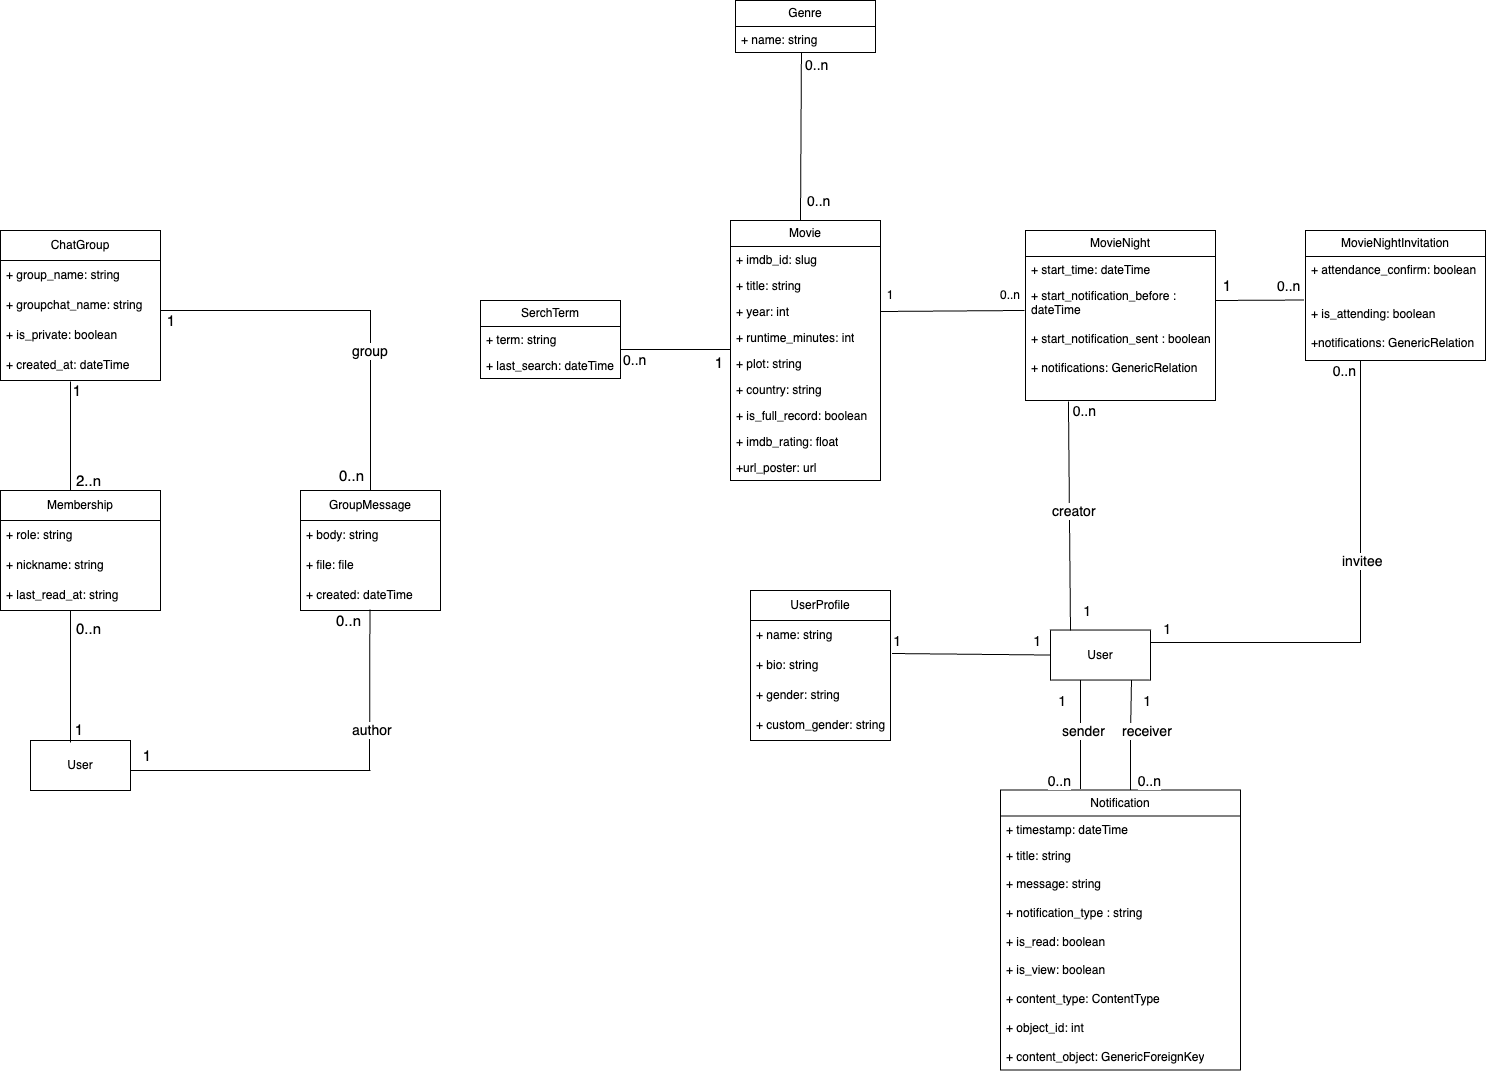 Genre
+ name: string
0..n
0..n
Movie
+ imdb_id: slug
+ title: string
+ year: int
+ runtime_minutes: int
+ plot: string
+ country: string
+ is_full_record: boolean
+ imdb_rating: float
+url_poster: url
ChatGroup
+ group_name: string
+ groupchat_name: string
+ is_private: boolean
+ created_at: dateTime
1
group
1
2..n
0..n
Membership
+ role: string
+ nickname: string
+ last_read_at: string
GroupMessage
+ body: string
+ file: file
+ created: dateTime
0..n
0..n
author
1
1
User
SerchTerm
+ term: string
+ last_search: dateTime
0..n
1
1
0..n
MovieNight
+ start_time: dateTime
+ start_notification_before :
dateTime
+ start_notification_sent : boolean
+ notifications: GenericRelation
1
0..n
MovieNightInvitation
+ attendance_confirm: boolean
+ is_attending: boolean
+notifications: GenericRelation
0..n
0..n
creator
invitee
1
1
UserProfile
+ name: string
+ bio: string
+ gender: string
+ custom_gender: string
1
1
User
1
1
sender
receiver
0..n
0..n
Notification
+ timestamp: dateTime
+ title: string
+ message: string
+ notification_type : string
+ is_read: boolean
+ is_view: boolean
+ content_type: ContentType
+ object_id: int
+ content_object: GenericForeignKey